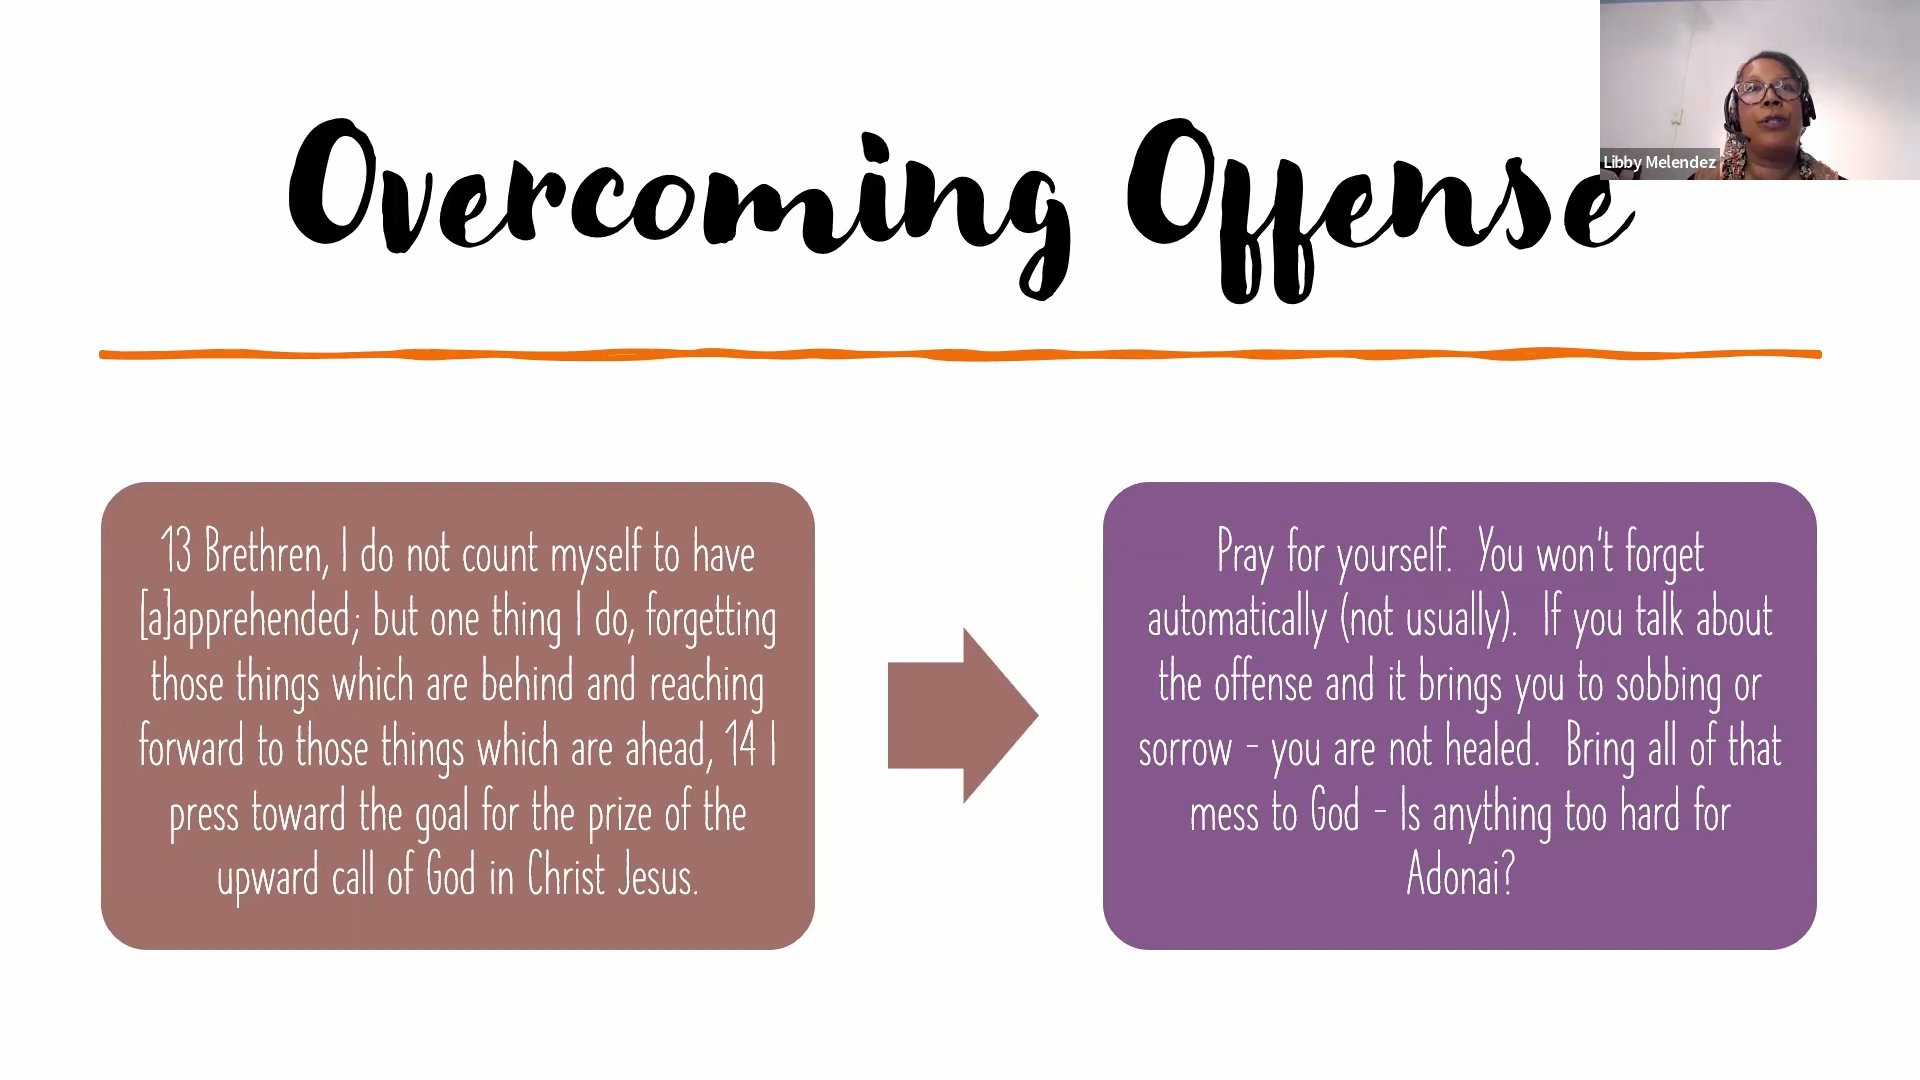 Overcoming Offense
Libby Melendez
13 Brethren, I do not count myself to have
[a]apprehended; but one thing I do, forgetting
those things which are behind and reaching
forward to those things which are ahead, 14 I
press toward the goal for the prize of the
upward call of God in Christ Jesus.
Pray for yourself.  You won't forget
automatically (not usually).  If you talk about
the offense and it brings you to sobbing or
sorrow - you are not healed.  Bring all of that
mess to God - Is anything too hard for
Adonai?